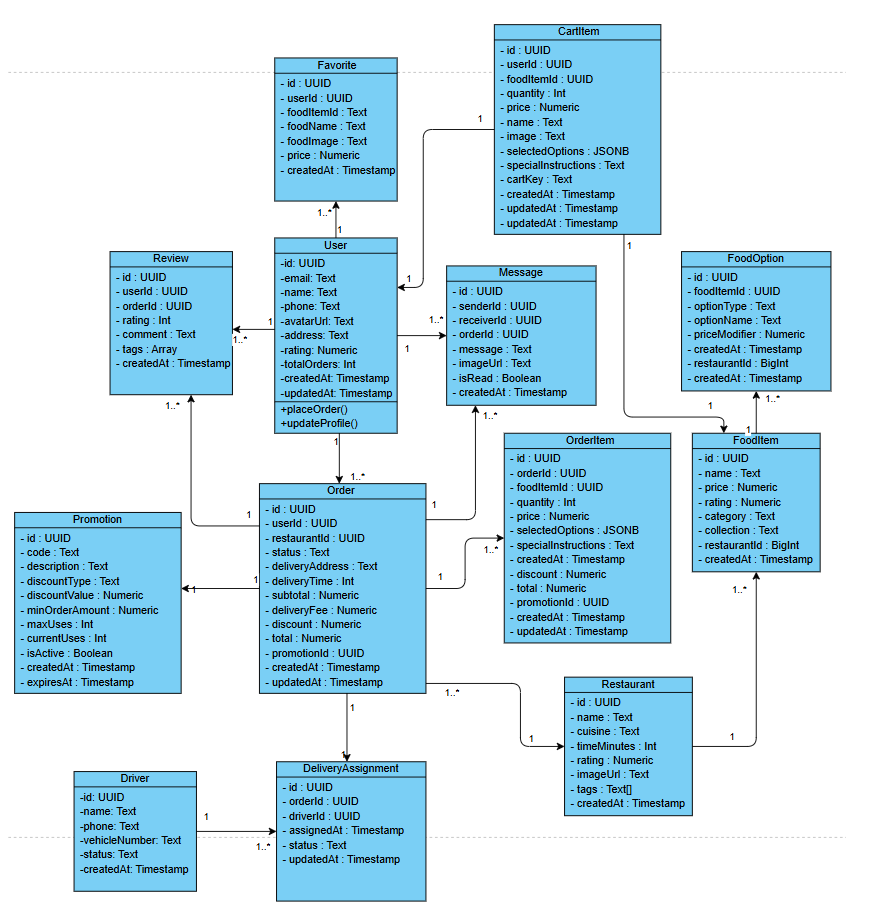 CartItem
- id : UUID
- userId : UUID
- foodItemId : UUID
- quantity : Int
- price : Numeric
- name : Text
- image : Text
- selectedOptions : JSONB
- specialInstructions : Text
- cartKey : Text
- createdAt : Timestamp
- updatedAt : Timestamp
- updatedAt : Timestamp
1
1
1
1
Favorite
- id : UUID
- userId : UUID
- foodItemId : Text
- foodName : Text
- foodImage : Text
- price : Numeric
- createdAt : Timestamp
1..*
1
User
-id: UUID
-email: Text
-name: Text
-phone: Text
-avatarUrl: Text
-address: Text
-rating: Numeric
-totalOrders: Int
-createdAt: Timestamp
-updatedAt: Timestamp
+placeOrder()
+updateProfile()
1
1..*
1
1..*
1
1..*
Review
- id : UUID
- userId : UUID
- orderId : UUID
- rating : Int
- comment : Text
- tags : Array
- createdAt : Timestamp
1..*
1
Message
- id : UUID
- senderId : UUID
- receiverId : UUID
- orderId : UUID
- message : Text
- imageUrl : Text
- isRead : Boolean
- createdAt : Timestamp
1..*
1
FoodOption
- id : UUID
- foodItemId : UUID
- optionType : Text
- optionName : Text
- priceModifier : Numeric
- createdAt : Timestamp
- restaurantId : BigInt
- createdAt : Timestamp
1..*
1
FoodItem
- id : UUID
- name : Text
- price : Numeric
- rating : Numeric
- category : Text
- collection : Text
- restaurantId : BigInt
- createdAt : Timestamp
1..*
1
OrderItem
- id : UUID
- orderId : UUID
- foodItemId : UUID
- quantity : Int
- price : Numeric
- selectedOptions : JSONB
- specialInstructions : Text
- createdAt : Timestamp
- discount : Numeric
- total : Numeric
- promotionId : UUID
- createdAt : Timestamp
- updatedAt : Timestamp
1..*
1
Order
- id : UUID
- userId : UUID
- restaurantId : UUID
- status : Text
- deliveryAddress : Text
- deliveryTime : Int
- subtotal : Numeric
- deliveryFee : Numeric
- discount : Numeric
- total : Numeric
- promotionId : UUID
- createdAt : Timestamp
- updatedAt : Timestamp
1
1
1..*
1
1
1
Promotion
- id : UUID
- code : Text
- description : Text
- discountType : Text
- discountValue : Numeric
- minOrderAmount : Numeric
- maxUses : Int
- currentUses : Int
- isActive : Boolean
- createdAt : Timestamp
- expiresAt : Timestamp
Restaurant
- id : UUID
- name : Text
- cuisine : Text
- timeMinutes : Int
- rating : Numeric
- imageUrl : Text
- tags : Text[]
- createdAt : Timestamp
DeliveryAssignment
- id : UUID
- orderId : UUID
- driverId : UUID
- assignedAt : Timestamp
- status : Text
- updatedAt : Timestamp
Driver
-id: UUID
-name: Text
-phone: Text
-vehicleNumber: Text
-status: Text
-createdAt: Timestamp
1
1..*